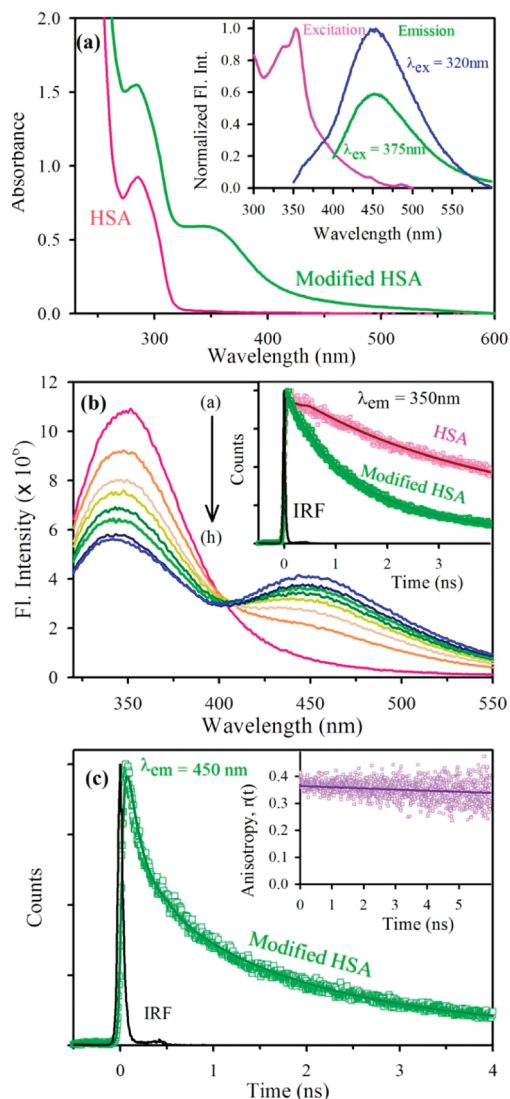 (a)
Excitation Emission
λex = 320nm
λex = 375nm
Normalized Fl. Int.
1.0
0.8
0.6
0.4
0.2
0.0
300 350 400 450 500 550
Wavelength (nm)
Absorbance
2.0
1.5
1.0
0.5
0.0
HSA
Modified HSA
300 400 500 600
Wavelength (nm)
(b)
(a)
(h)
Fl. Intensity (x 10⁵)
12
10
8
6
4
2
0
350 400 450 500 550
Wavelength (nm)
λem = 350nm
HSA
Modified HSA
IRF
Counts
0 1 2 3
Time (ns)
(c)
λem = 450 nm
Modified HSA
IRF
Counts
0 1 2 3 4
Time (ns)
Anisotropy, r(t)
0.4
0.3
0.2
0.1
0.0
0 1 2 3 4 5
Time (ns)